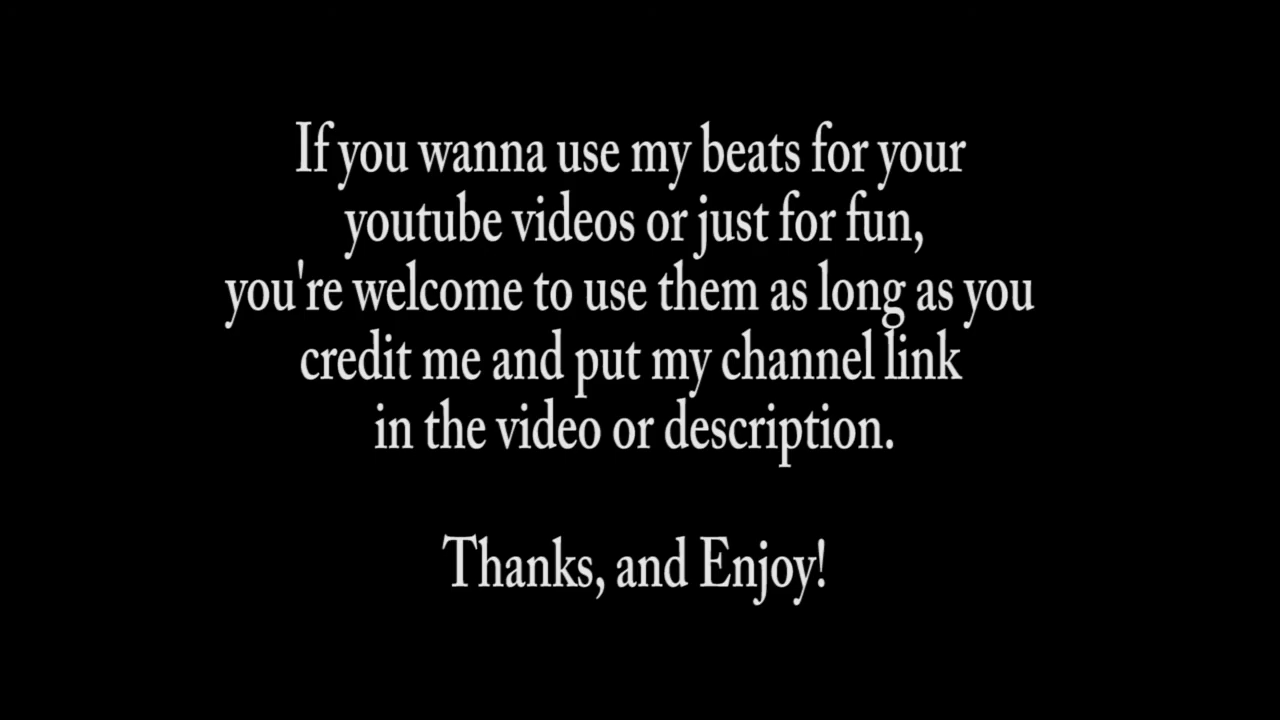 If you wanna use my beats for your
youtube videos or just for fun,
you're welcome to use them as long as you
credit me and put my channel link
in the video or description.
Thanks, and Enjoy!